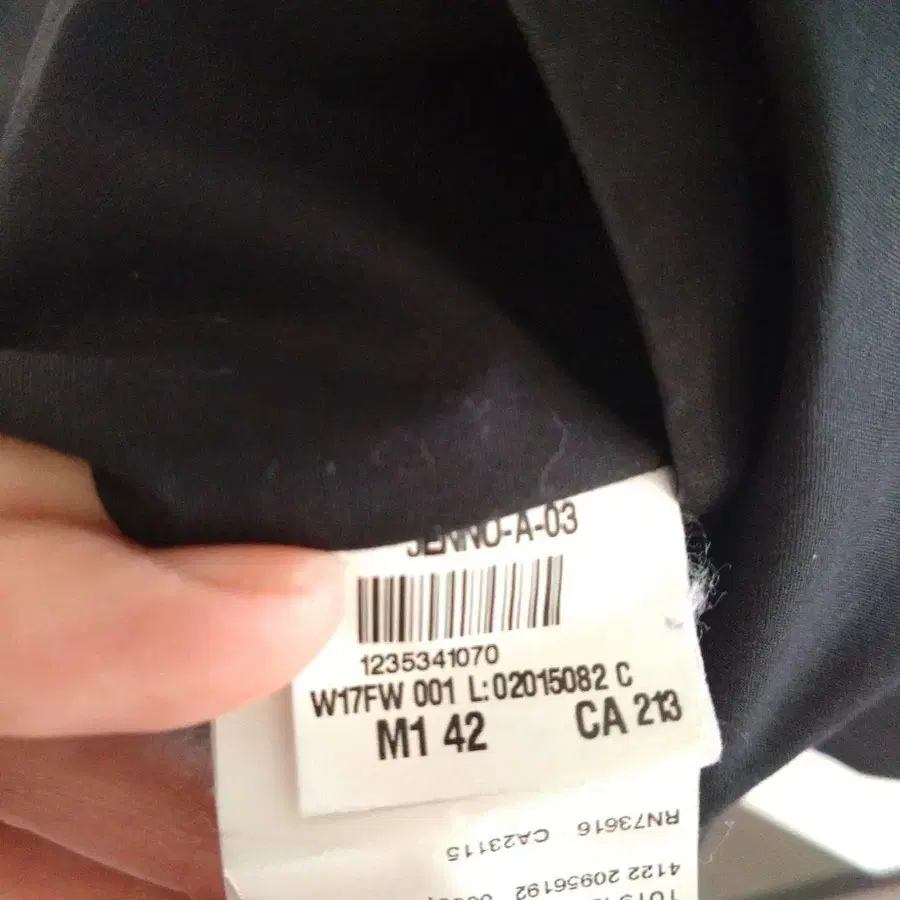 JENNO-A-03
1235341070
W17FW 001 L:02015082 C
M1 42 CA 213
RN73616 CA23115
4122 20956192